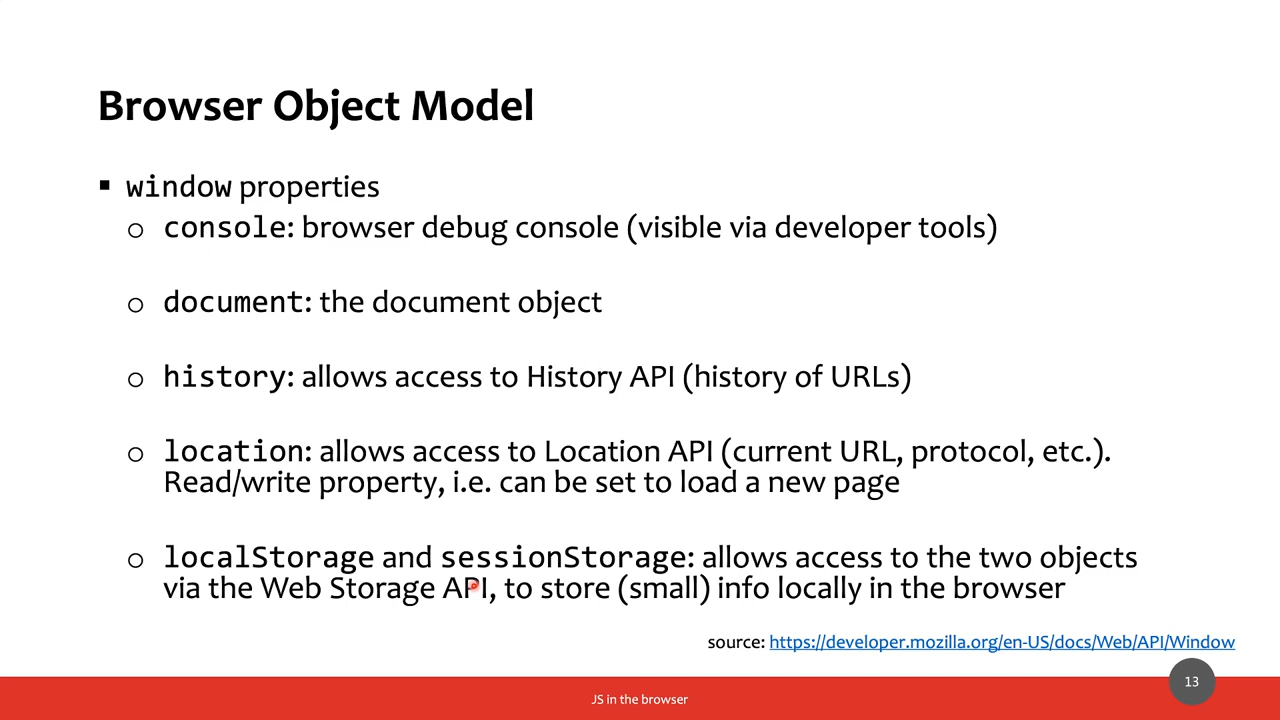 Browser Object Model
▪ window properties
o console: browser debug console (visible via developer tools)
o document: the document object
o history: allows access to History API (history of URLs)
o location: allows access to Location API (current URL, protocol, etc.).
Read/write property, i.e. can be set to load a new page
o localStorage and sessionStorage: allows access to the two objects
via the Web Storage API, to store (small) info locally in the browser
source: https://developer.mozilla.org/en-US/docs/Web/API/Window
13
JS in the browser